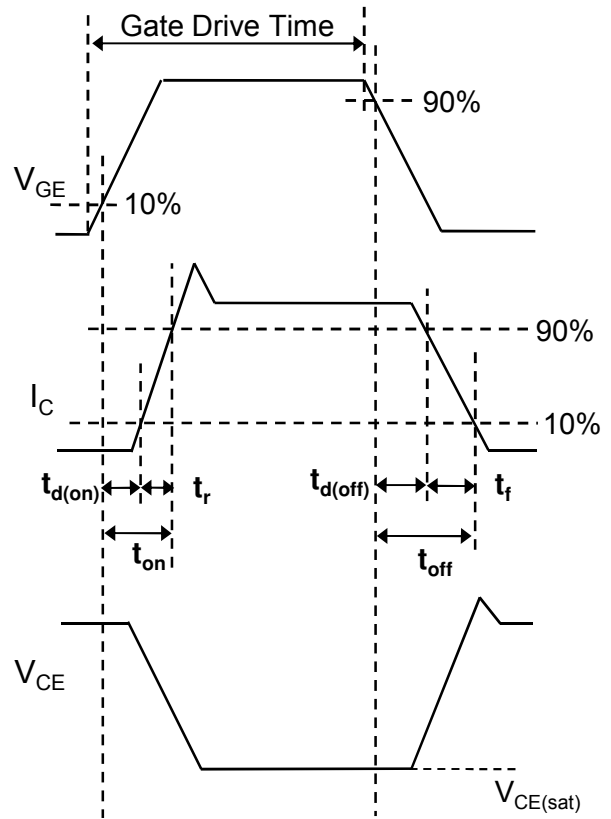 Gate Drive Time
90%
V_GE
10%
90%
I_C
10%
t_d(on) t_r t_d(off) t_f
t_on t_off
V_CE
V_CE(sat)